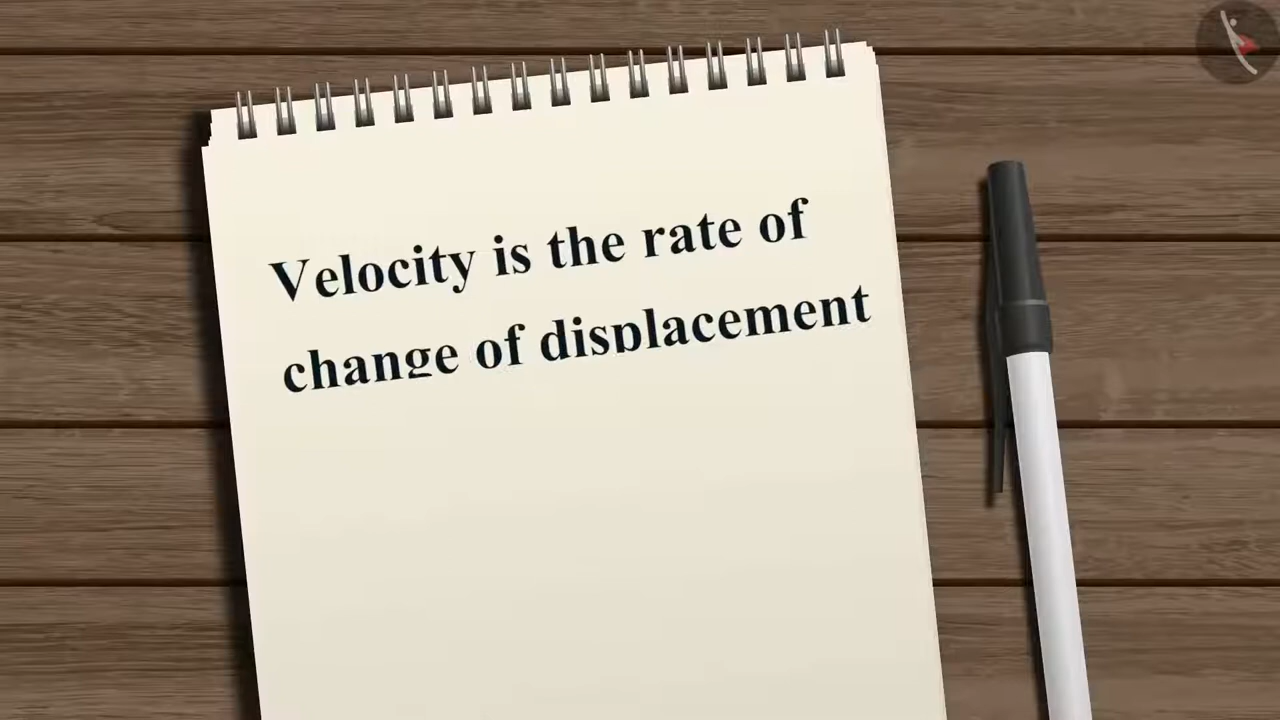 Velocity is the rate of
change of displacement